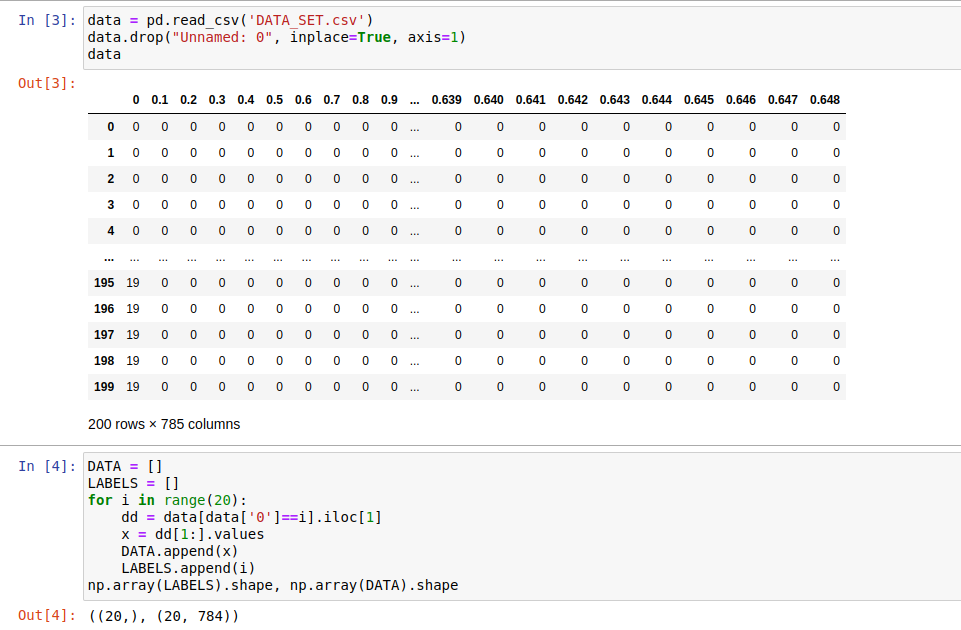 In [3]: data = pd.read_csv('DATA_SET.csv')
data.drop("Unnamed: 0", inplace=True, axis=1)
data
Out[3]:
0 0.1 0.2 0.3 0.4 0.5 0.6 0.7 0.8 0.9 ... 0.639 0.640 0.641 0.642 0.643 0.644 0.645 0.646 0.647 0.648
0 0 0 0 0 0 0 0 0 0 0 ... 0 0 0 0 0 0 0 0 0 0
1 0 0 0 0 0 0 0 0 0 0 ... 0 0 0 0 0 0 0 0 0 0
2 0 0 0 0 0 0 0 0 0 0 ... 0 0 0 0 0 0 0 0 0 0
3 0 0 0 0 0 0 0 0 0 0 ... 0 0 0 0 0 0 0 0 0 0
4 0 0 0 0 0 0 0 0 0 0 ... 0 0 0 0 0 0 0 0 0 0
... ... ... ... ... ... ... ... ... ... ... ... ... ... ... ... ... ... ... ... ... ...
195 19 0 0 0 0 0 0 0 0 0 ... 0 0 0 0 0 0 0 0 0 0
196 19 0 0 0 0 0 0 0 0 0 ... 0 0 0 0 0 0 0 0 0 0
197 19 0 0 0 0 0 0 0 0 0 ... 0 0 0 0 0 0 0 0 0 0
198 19 0 0 0 0 0 0 0 0 0 ... 0 0 0 0 0 0 0 0 0 0
199 19 0 0 0 0 0 0 0 0 0 ... 0 0 0 0 0 0 0 0 0 0
200 rows × 785 columns
In [4]: DATA = []
LABELS = []
for i in range(20):
    dd = data[data['0']==i].iloc[1]
    x = dd[1:].values
    DATA.append(x)
    LABELS.append(i)
np.array(LABELS).shape, np.array(DATA).shape
Out[4]: ((20,), (20, 784))